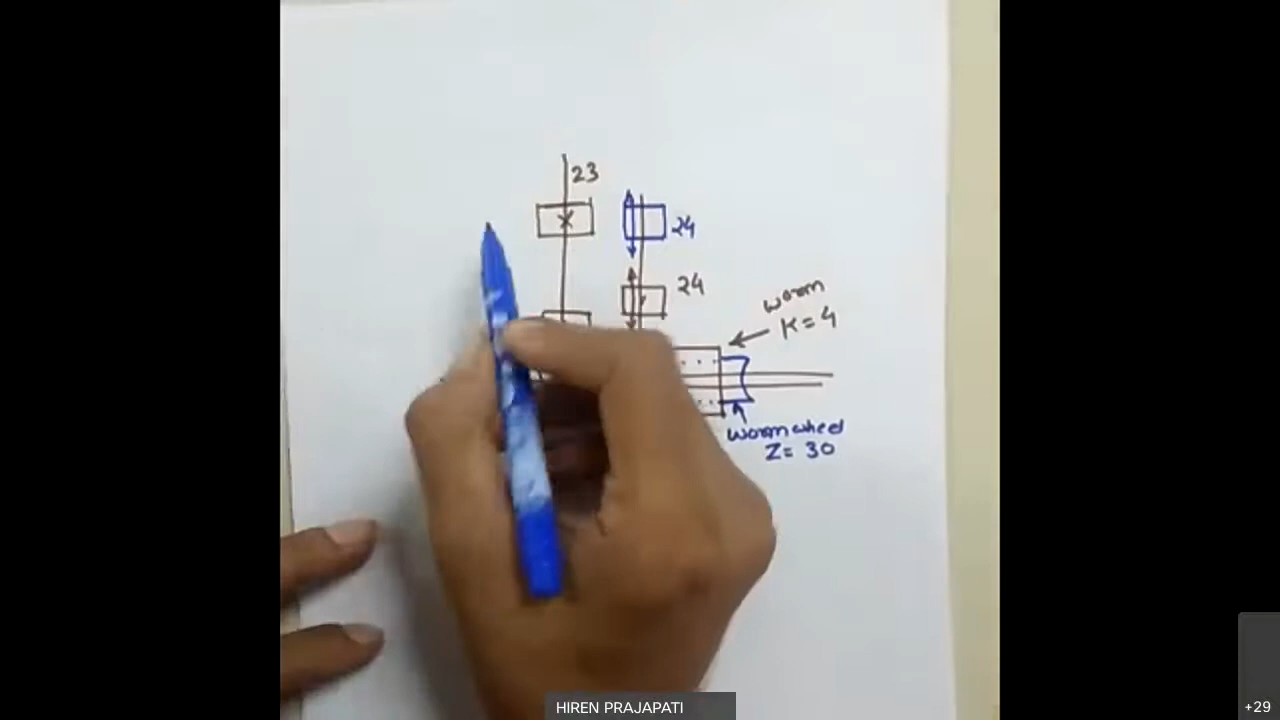 23
24
24
worm
K=4
worm wheel
Z= 30
HIREN PRAJAPATI
+29